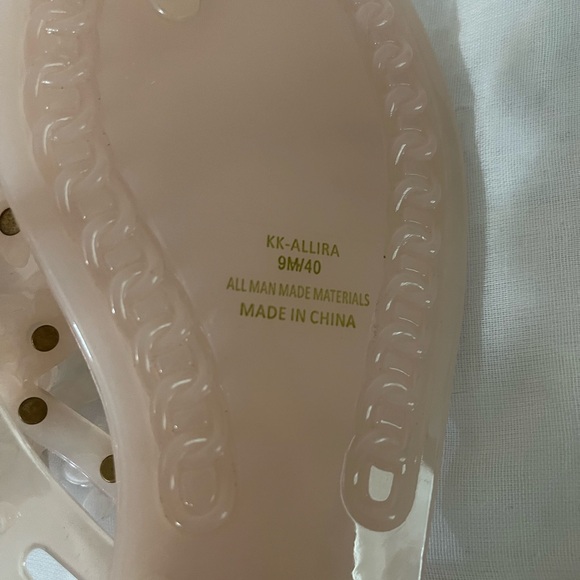 KK-ALLIRA
9M/40
ALL MAN MADE MATERIALS
MADE IN CHINA